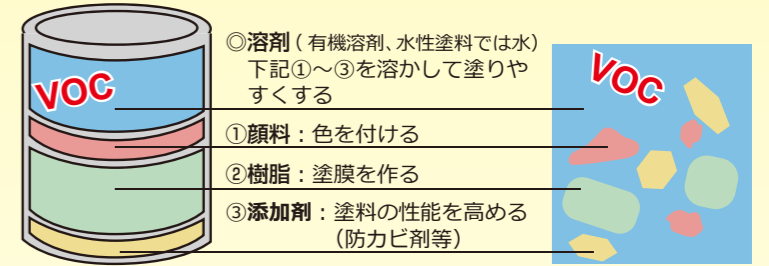 ◎溶剤(有機溶剤、水性塗料では水)
下記①～③を溶かして塗りや
すくする
VOC
VOC
①顔料：色を付ける
②樹脂：塗膜を作る
③添加剤：塗料の性能を高める
(防カビ剤等)